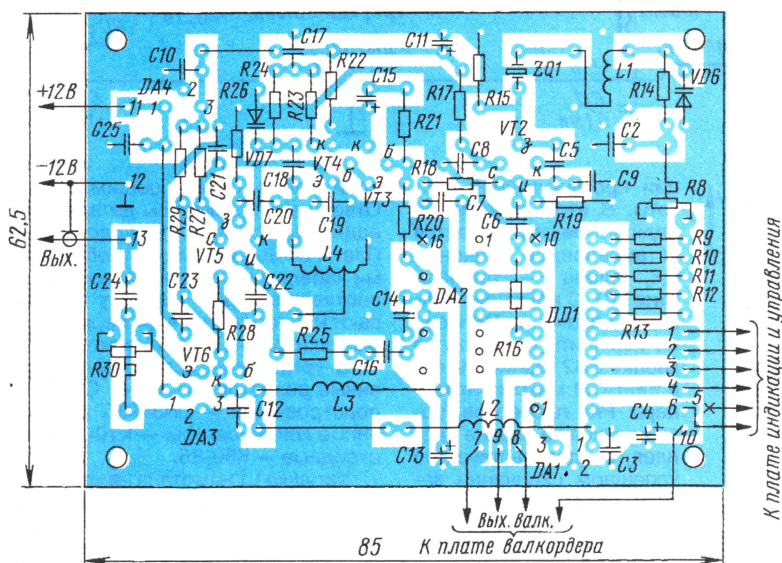 C10
C17
C11
R24
R22
ZQ1
L1
VD6
DA4
2
R26
R23
C15
R17
R15
R14
+12В
11
1
3
R21
VT2
з
C2
C25
к
к
C8
C5
C21
VD7
VT4
б
R18
с
к
-12В
12
C18
э
б
э
C7
и
C9
R8
R29
R27
з
C20
C19
VT3
R20
C6
R19
13
с
к
×16
1
×10
R9
Вых.
VT5
и
L4
R10
C24
C23
C22
DA2
R11
C14
DD1
R12
R28
R16
R13
1
R25
C16
2
R30
VT6
э
к
б
3
L3
4
1
2
3
C12
L2
1
6
5
×
DA3
C13
7
9
8
3
1
C4
10
DA1
2
C3
Вых. валк.
К плате валкордера
К плате индикации и управления
62,5
85